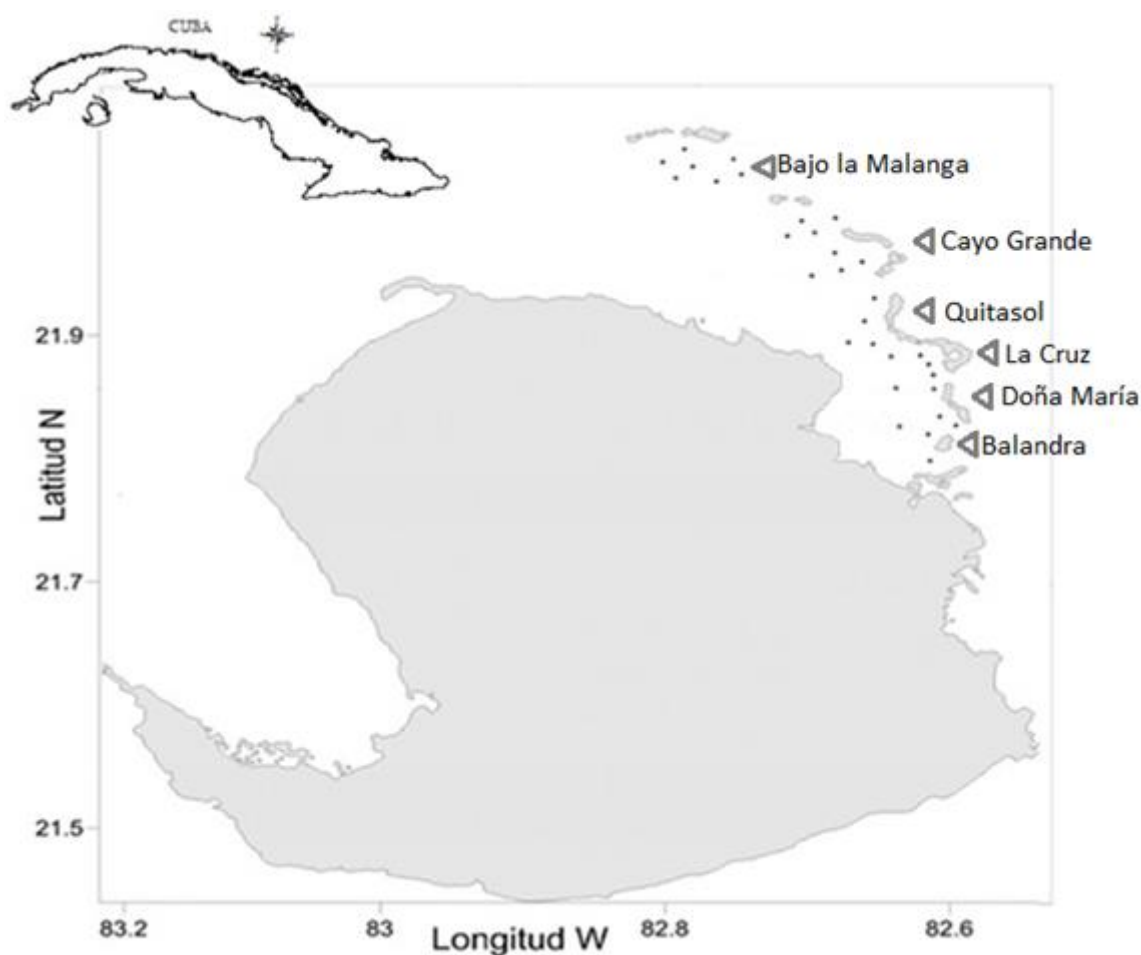 CUBA
Bajo la Malanga
Cayo Grande
Quitasol
La Cruz
Doña María
Balandra
21.9
21.7
21.5
Latitud N
83.2
83
82.8
82.6
Longitud W